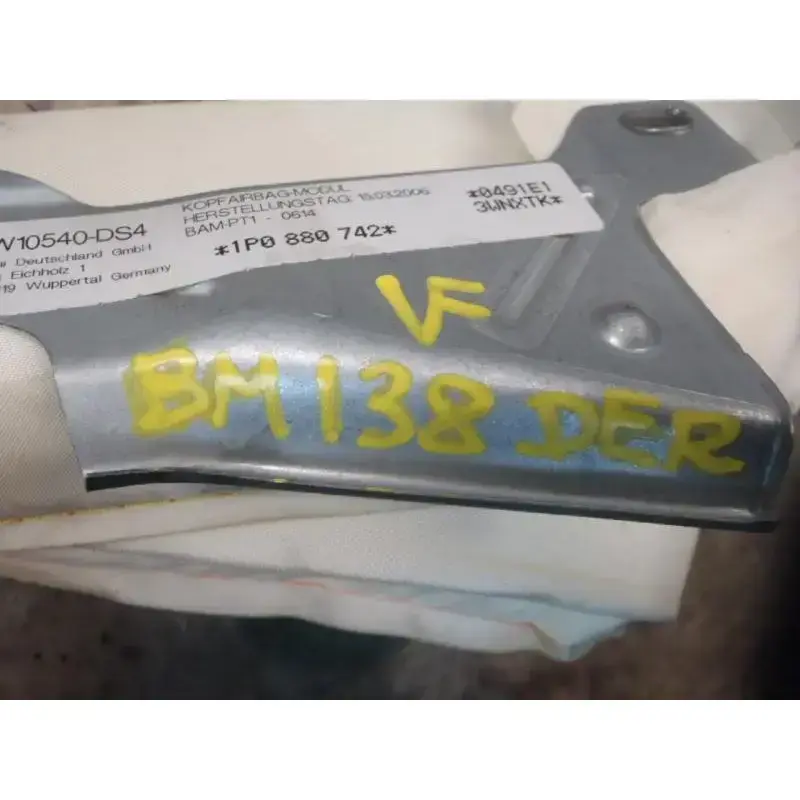 W10540-DS4
Deutschland GmbH
Eichholz 1
19 Wuppertal Germany
KOPFAIRBAG-MODUL
HERSTELLUNGSTAG: 15.03.2006
BAM-PT1 - 0614
*1P0 880 742*
*0491E1
3WNXTK*
VF
BM138 DER